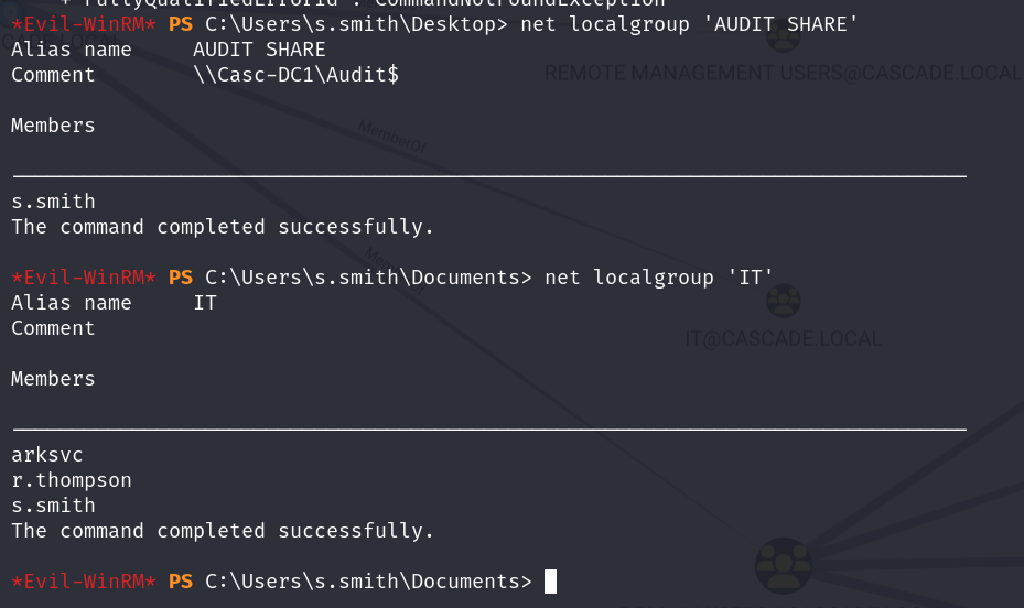 + FullyQualifiedErrorId : CommandNotFoundException
*Evil-WinRM* PS C:\Users\s.smith\Desktop> net localgroup 'AUDIT SHARE'
Alias name     AUDIT SHARE
Comment        \\Casc-DC1\Audit$
REMOTE MANAGEMENT USERS@CASCADE.LOCAL
Members
MemberOf
s.smith
The command completed successfully.
*Evil-WinRM* PS C:\Users\s.smith\Documents> net localgroup 'IT'
Alias name     IT
Comment
IT@CASCADE.LOCAL
Members
arksvc
r.thompson
s.smith
The command completed successfully.
*Evil-WinRM* PS C:\Users\s.smith\Documents>